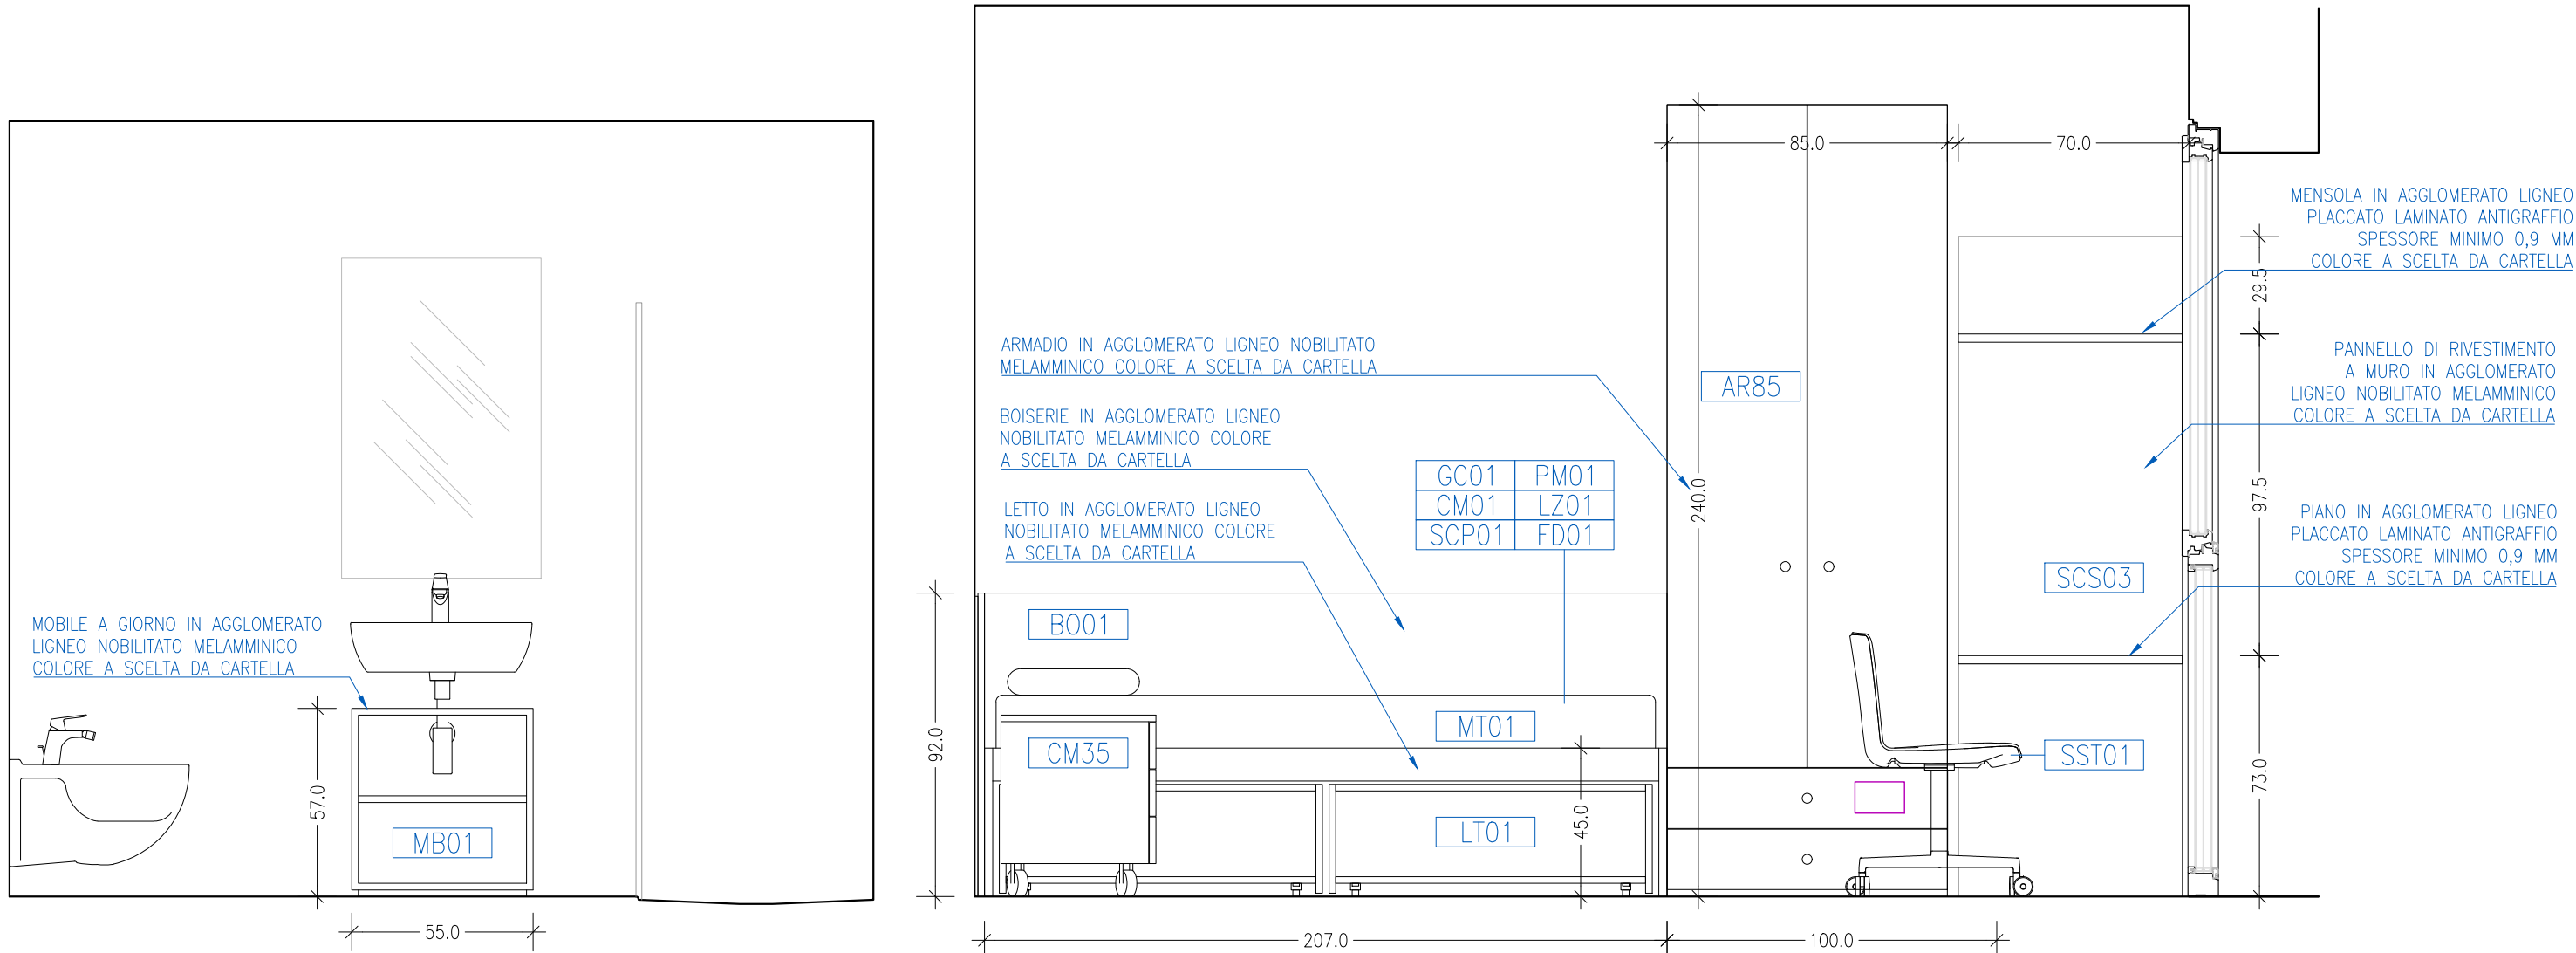 MOBILE A GIORNO IN AGGLOMERATO
LIGNEO NOBILITATO MELAMMINICO
COLORE A SCELTA DA CARTELLA
57.0
MB01
55.0
ARMADIO IN AGGLOMERATO LIGNEO NOBILITATO
MELAMMINICO COLORE A SCELTA DA CARTELLA
BOISERIE IN AGGLOMERATO LIGNEO
NOBILITATO MELAMMINICO COLORE
A SCELTA DA CARTELLA
LETTO IN AGGLOMERATO LIGNEO
NOBILITATO MELAMMINICO COLORE
A SCELTA DA CARTELLA
GC01 PM01
CM01 LZ01
SCP01 FD01
BO01
92.0
CM35
MT01
LT01
45.0
207.0
85.0
70.0
AR85
240.0
100.0
SCS03
SST01
MENSOLA IN AGGLOMERATO LIGNEO
PLACCATO LAMINATO ANTIGRAFFIO
SPESSORE MINIMO 0,9 MM
COLORE A SCELTA DA CARTELLA
29.5
PANNELLO DI RIVESTIMENTO
A MURO IN AGGLOMERATO
LIGNEO NOBILITATO MELAMMINICO
COLORE A SCELTA DA CARTELLA
97.5
PIANO IN AGGLOMERATO LIGNEO
PLACCATO LAMINATO ANTIGRAFFIO
SPESSORE MINIMO 0,9 MM
COLORE A SCELTA DA CARTELLA
73.0